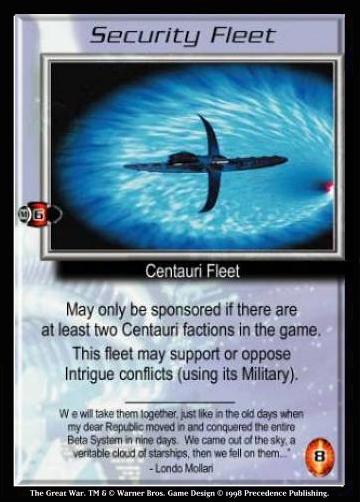 Security Fleet
M 6
Centauri Fleet
May only be sponsored if there are
at least two Centauri factions in the game.
This fleet may support or oppose
Intrigue conflicts (using its Military).
W e will take them together, just like in the old days when
my dear Republic moved in and conquered the entire
Beta System in nine days.  We came out of the sky, a
veritable cloud of starships, then we fell on them..."
- Londo Mollari
8
The Great War. TM & © Warner Bros. Game Design © 1998 Precedence Publishing.